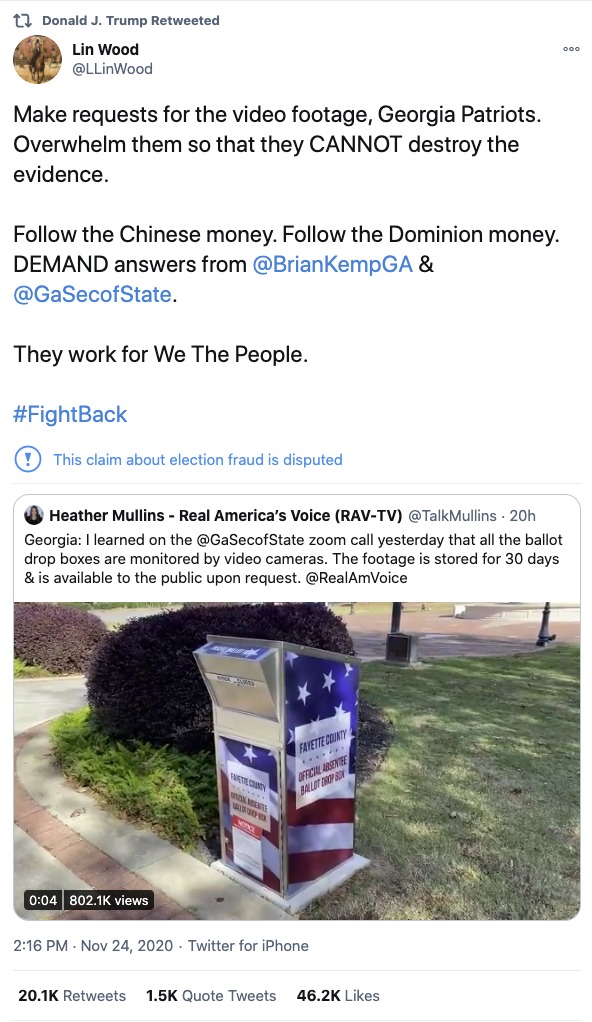 Donald J. Trump Retweeted
Lin Wood
@LLinWood
Make requests for the video footage, Georgia Patriots.
Overwhelm them so that they CANNOT destroy the
evidence.
Follow the Chinese money. Follow the Dominion money.
DEMAND answers from @BrianKempGA &
@GaSecofState.
They work for We The People.
#FightBack
This claim about election fraud is disputed
Heather Mullins - Real America's Voice (RAV-TV) @TalkMullins · 20h
Georgia: I learned on the @GaSecofState zoom call yesterday that all the ballot
drop boxes are monitored by video cameras. The footage is stored for 30 days
& is available to the public upon request. @RealAmVoice
FAYETTE COUNTY
OFFICIAL ABSENTEE
BALLOT DROP BOX
FAYETTE COUNTY
OFFICIAL ABSENTEE
BALLOT DROP BOX
NOTICE
0:04 802.1K views
2:16 PM · Nov 24, 2020 · Twitter for iPhone
20.1K Retweets 1.5K Quote Tweets 46.2K Likes